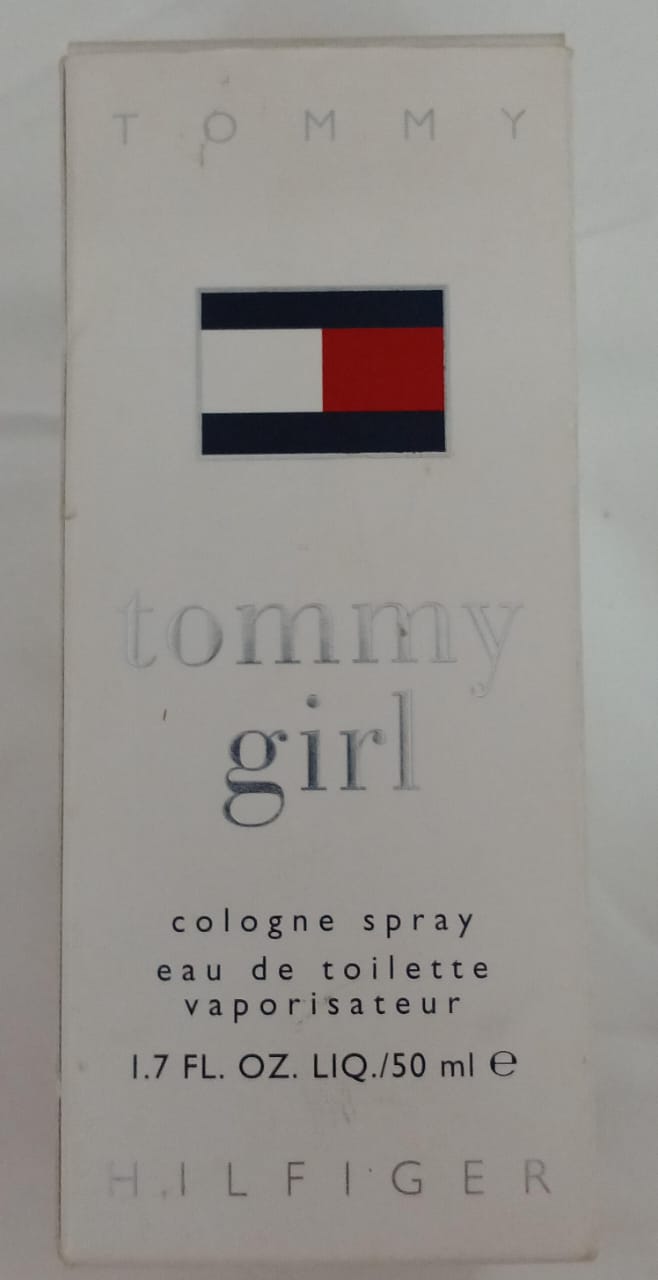 TOMMY
tommy
girl
cologne spray
eau de toilette
vaporisateur
1.7 FL. OZ. LIQ./50 ml ℮
HILFIGER